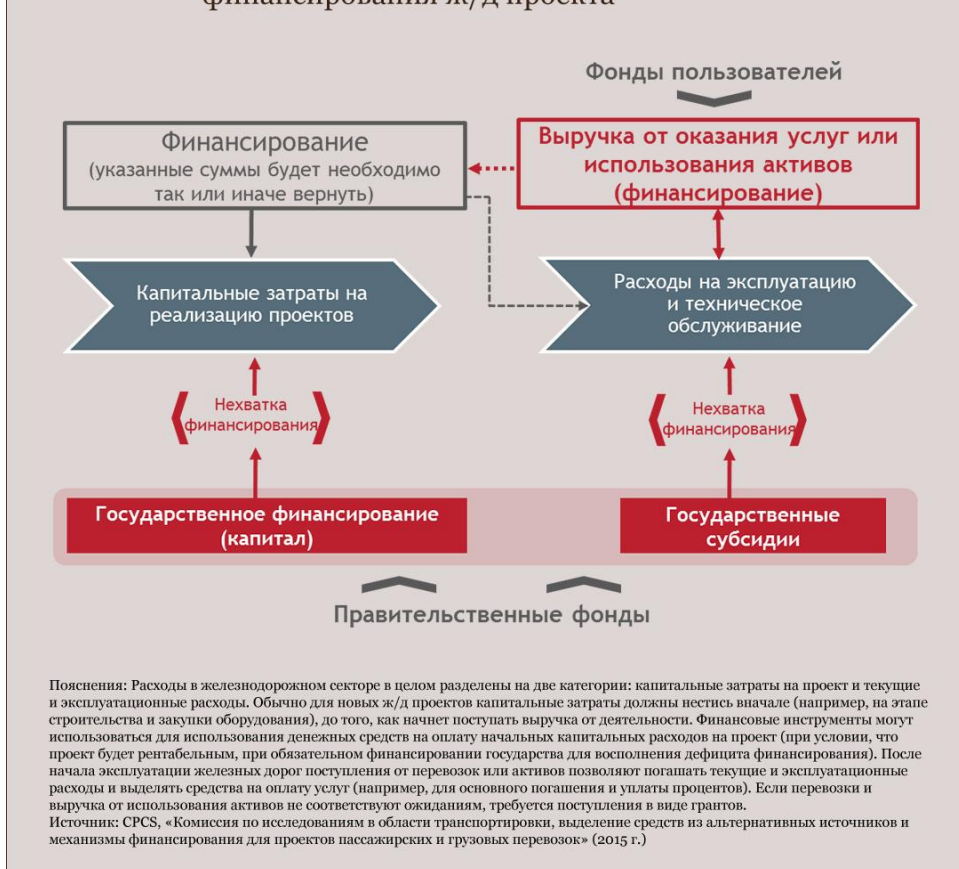 финансирования ж/д проекта
Фонды пользователей
Финансирование
(указанные суммы будет необходимо
так или иначе вернуть)
Выручка от оказания услуг или
использования активов
(финансирование)
Капитальные затраты на
реализацию проектов
Расходы на эксплуатацию
и техническое
обслуживание
Нехватка
финансирования
Нехватка
финансирования
Государственное финансирование
(капитал)
Государственные
субсидии
Правительственные фонды
Пояснения: Расходы в железнодорожном секторе в целом разделены на две категории: капитальные затраты на проект и текущие
и эксплуатационные расходы. Обычно для новых ж/д проектов капитальные затраты должны нестись вначале (например, на этапе
строительства и закупки оборудования), до того, как начнет поступать выручка от деятельности. Финансовые инструменты могут
использоваться для использования денежных средств на оплату начальных капитальных расходов на проект (при условии, что
проект будет рентабельным, при обязательном финансировании государства для восполнения дефицита финансирования). После
начала эксплуатации железных дорог поступления от перевозок или активов позволяют погашать текущие и эксплуатационные
расходы и выделять средства на оплату услуг (например, для основного погашения и уплаты процентов). Если перевозки и
выручка от использования активов не соответствуют ожиданиям, требуется поступления в виде грантов.
Источник: CPCS, «Комиссия по исследованиям в области транспортировки, выделение средств из альтернативных источников и
механизмы финансирования для проектов пассажирских и грузовых перевозок» (2015 г.)